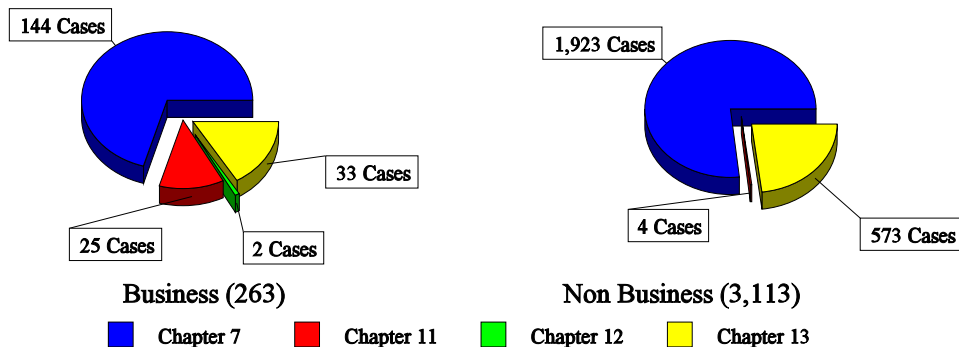 144 Cases
1,923 Cases
33 Cases
25 Cases
2 Cases
4 Cases
573 Cases
Business (263)
Non Business (3,113)
Chapter 7
Chapter 11
Chapter 12
Chapter 13